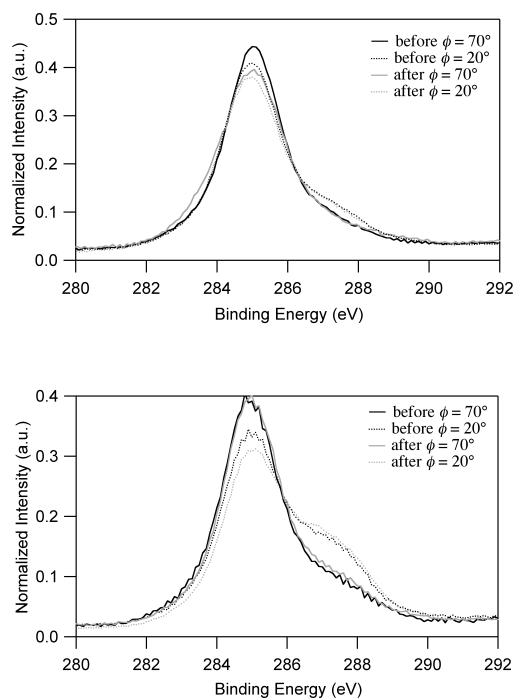 0.5
0.4
0.3
0.2
0.1
0.0
Normalized Intensity (a.u.)
before ϕ = 70°
before ϕ = 20°
after ϕ = 70°
after ϕ = 20°
280 282 284 286 288 290 292
Binding Energy (eV)
0.4
0.3
0.2
0.1
0.0
Normalized Intensity (a.u.)
before ϕ = 70°
before ϕ = 20°
after ϕ = 70°
after ϕ = 20°
280 282 284 286 288 290 292
Binding Energy (eV)